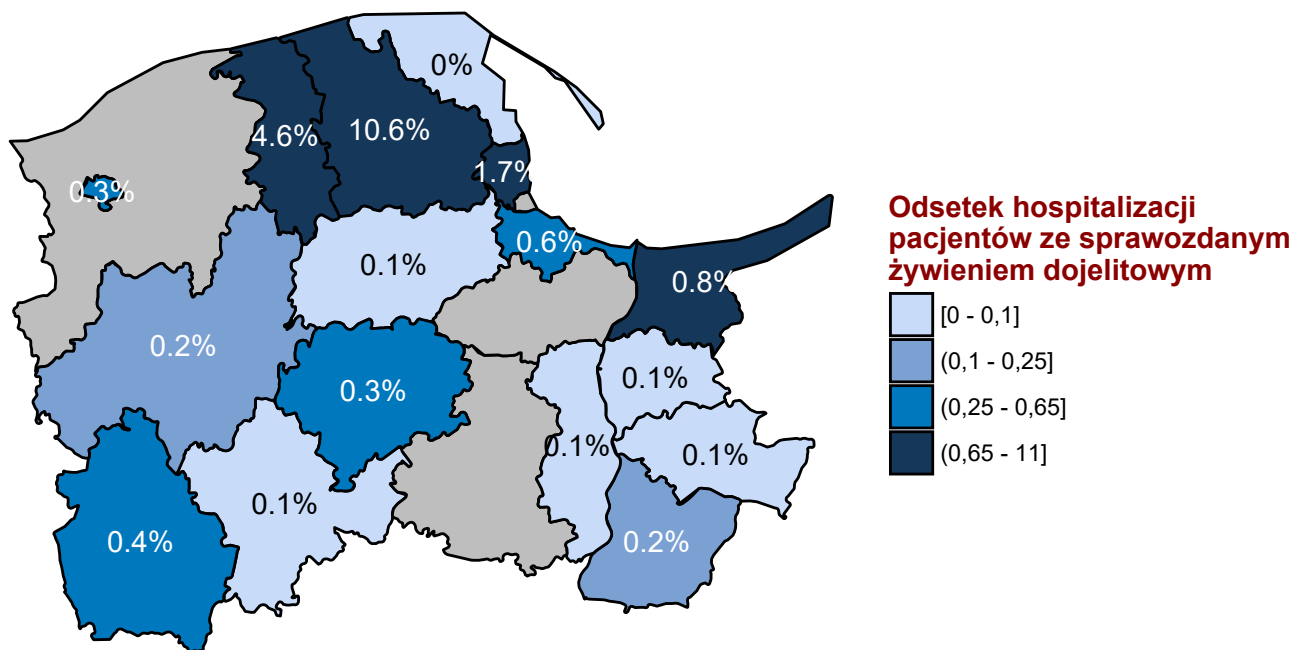 0%
4.6%
10.6%
1.7%
0.3%
0.6%
0.1%
0.8%
0.2%
0.3%
0.1%
0.1%
0.1%
0.1%
0.4%
0.2%
Odsetek hospitalizacji
pacjentów ze sprawozdanym
żywieniem dojelitowym
[0 - 0,1]
(0,1 - 0,25]
(0,25 - 0,65]
(0,65 - 11]